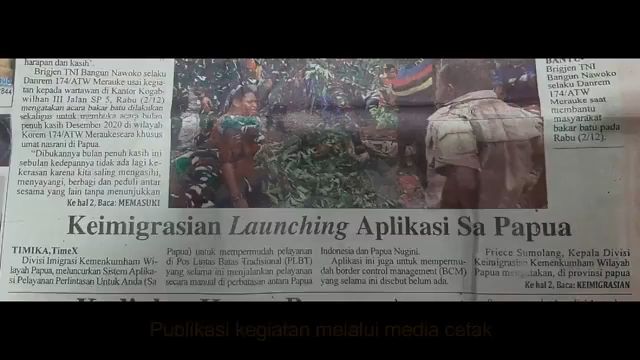 harapan dan kasih'.
Brigjen TNI Bangun Nawoko selaku
Danrem 174/ATW Merauke usai kegia-
tan kepada wartawan di Kantor Kogab-
wilhan III Jalan SP 5, Rabu (2/12)
mengatakan acara bakar batu dilakukan
sekaligus untuk membuka acara bulan
penuh kasih Desember 2020 di wilayah
Korem 174/ATW Meraukesecara khusus
umat nasrani di Papua.
"Dibukannya bulan penuh kasih ini
sebulan kedepannya tidak ada lagi ke-
kerasan karena kita saling mengasihi,
menyayangi, berbagi dan peduli antar
sesama yang lain tanpa menunjukkan
Ke hal 2, Baca: MEMASUKI
Brigjen TNI
Bangun Nawoko
selaku Danrem
174/ATW
Merauke saat
membantu
masyarakat
bakar batu pada
Rabu (2/12).
Keimigrasian Launching Aplikasi Sa Papua
TIMIKA,TimeX
Divisi Imigrasi Kemenkumham Wi-
layah Papua, meluncurkan Sistem Aplika-
si Pelayanan Perlintasan Untuk Anda (Sa
Papua) untuk mempermudah pelayanan
di Pos Lintas Batas Tradisional (PLBT)
yang selama ini menjalankan pelayanan
secara manual di perbatasan antara Papua
Indonesia dan Papua Nugini.
Aplikasi ini juga untuk mempermu-
dah border control management (BCM)
yang selama ini disebut belum ada.
Friece Sumolang, Kepala Divisi
Keimigrasian Kemenkumham Wilayah
Papua mengatakan, di provinsi papua
Ke hal 2, Baca: KEIMIGRASIAN
Publikasi kegiatan melalui media cetak